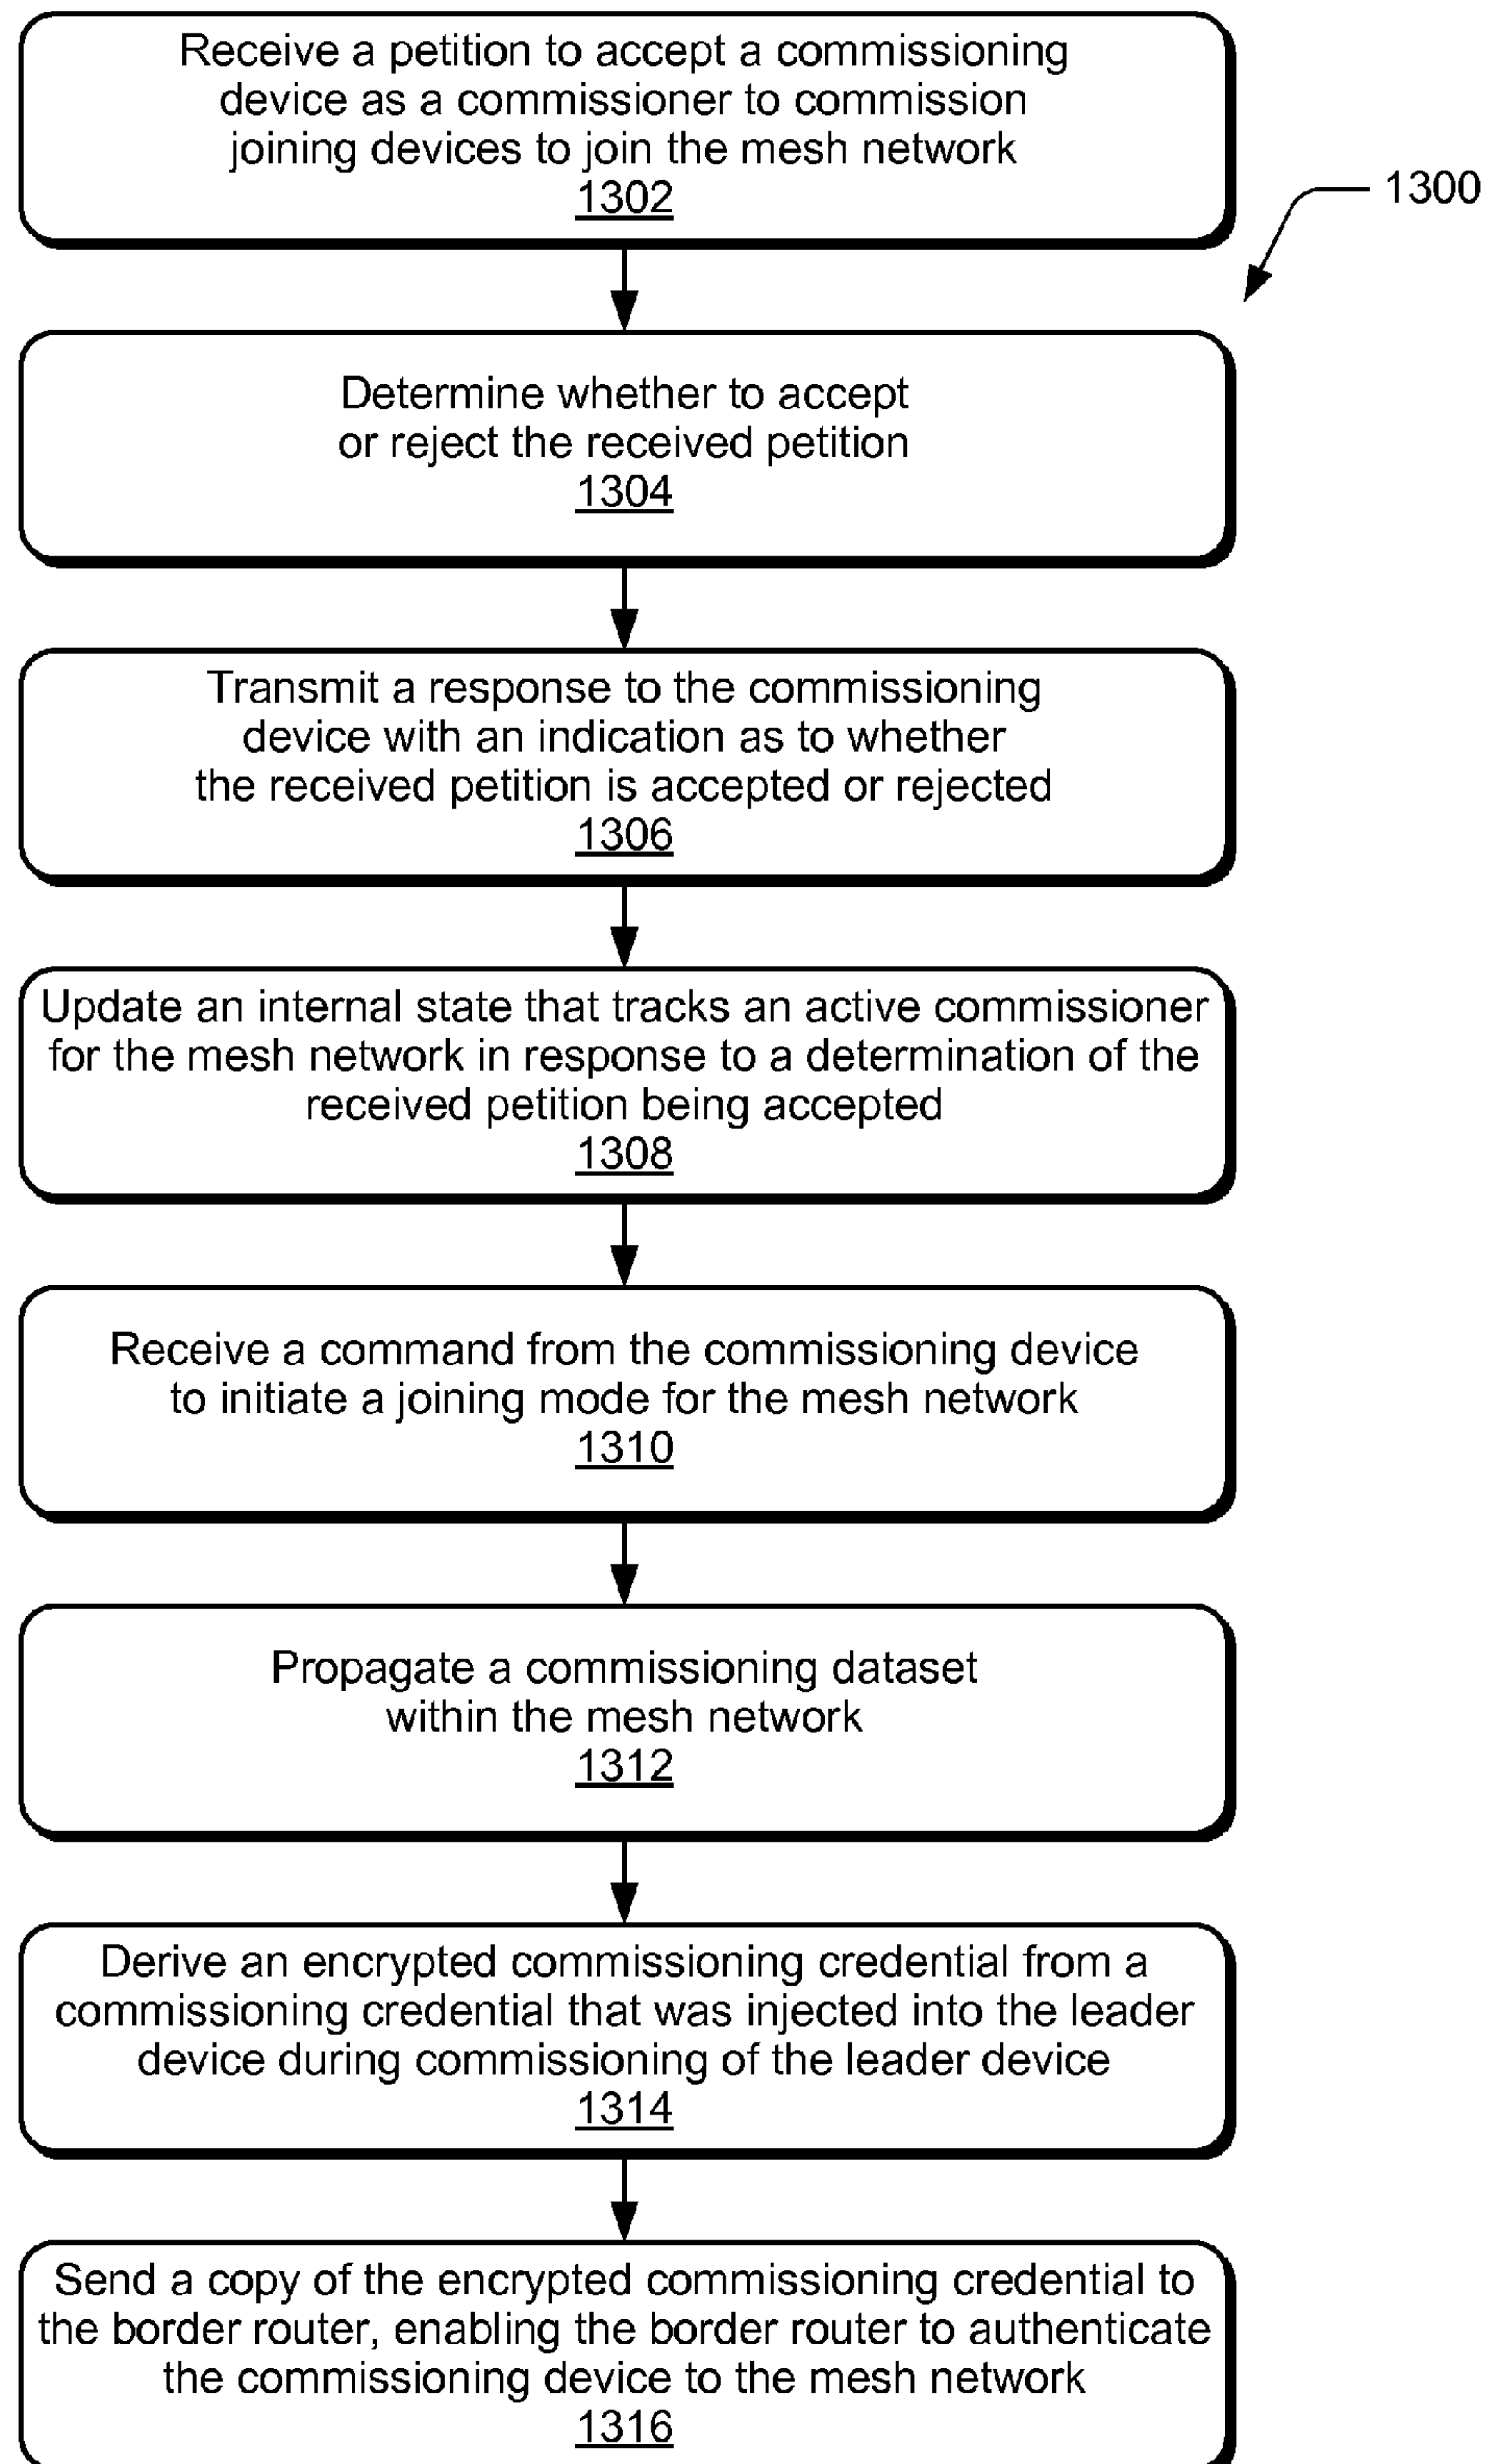 Receive a petition to accept a commissioning
device as a commissioner to commission
joining devices to join the mesh network
1302
1300
Determine whether to accept
or reject the received petition
1304
Transmit a response to the commissioning
device with an indication as to whether
the received petition is accepted or rejected
1306
Update an internal state that tracks an active commissioner
for the mesh network in response to a determination of the
received petition being accepted
1308
Receive a command from the commissioning device
to initiate a joining mode for the mesh network
1310
Propagate a commissioning dataset
within the mesh network
1312
Derive an encrypted commissioning credential from a
commissioning credential that was injected into the leader
device during commissioning of the leader device
1314
Send a copy of the encrypted commissioning credential to
the border router, enabling the border router to authenticate
the commissioning device to the mesh network
1316